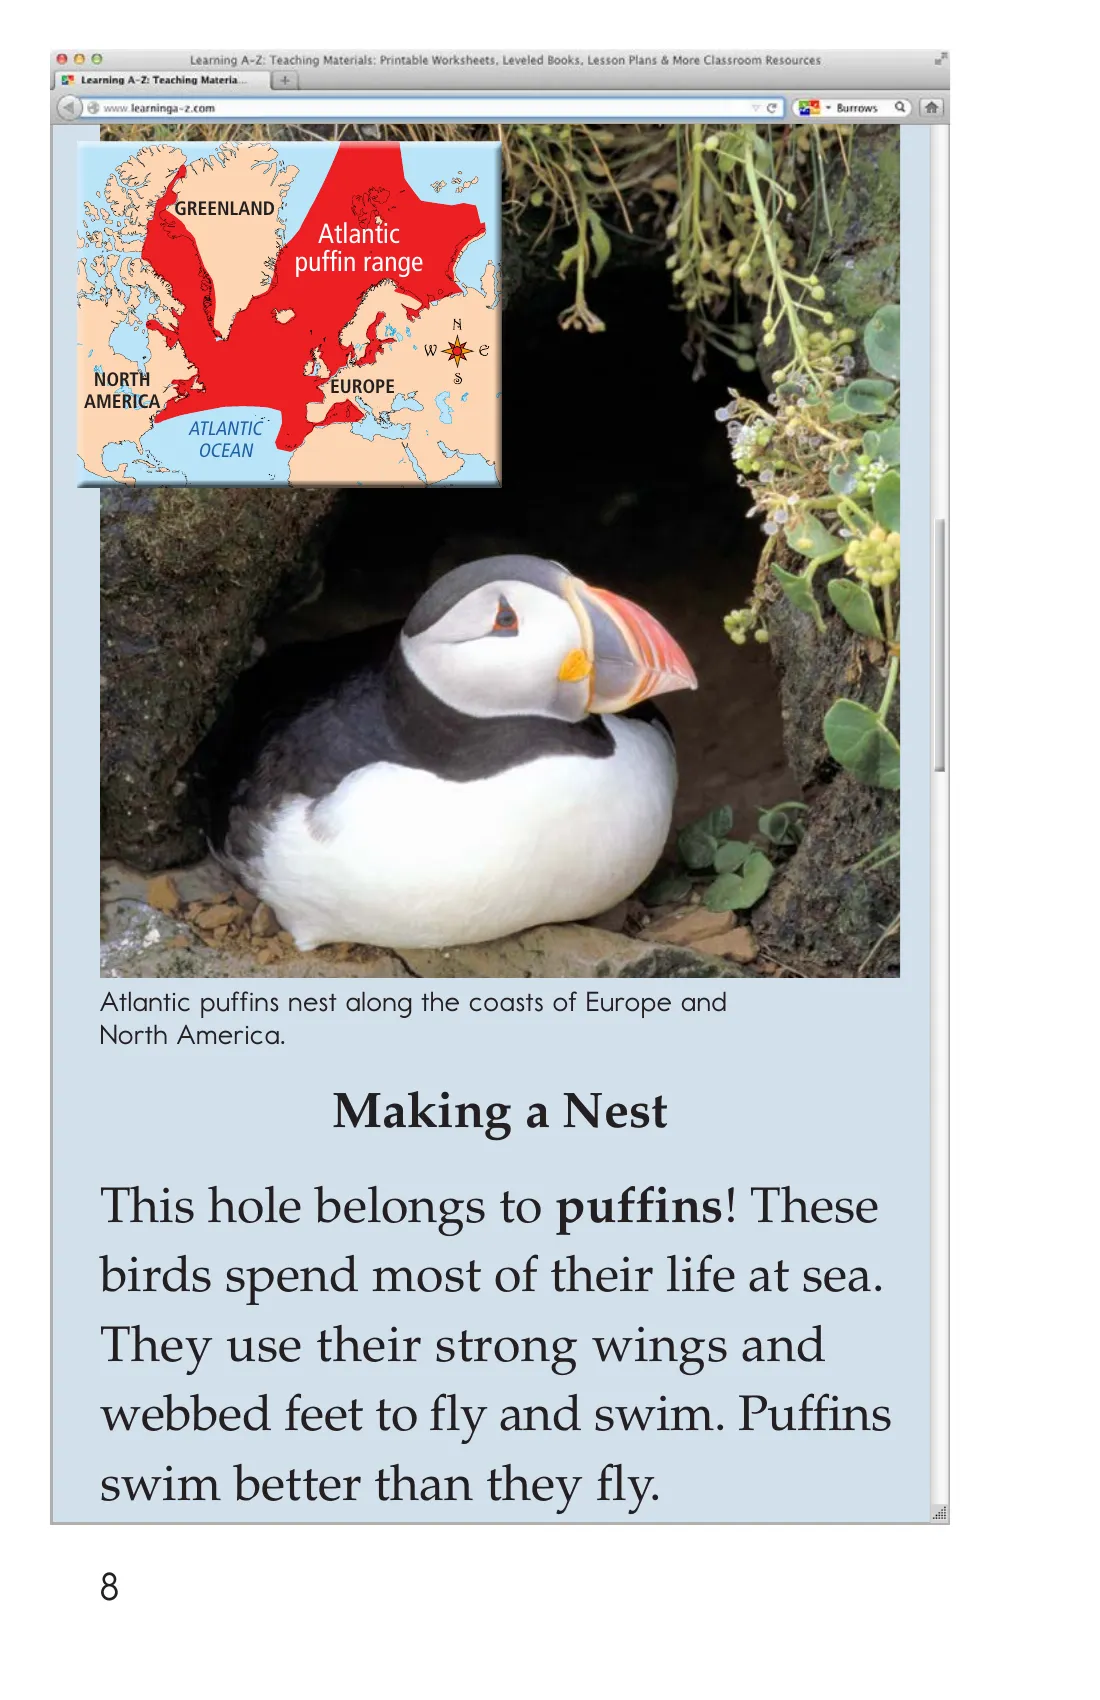 Learning A-Z: Teaching Materials: Printable Worksheets, Leveled Books, Lesson Plans & More Classroom Resources
Learning A-Z: Teaching Materia...
www.learninga-z.com
Burrows
GREENLAND
Atlantic
puffin range
N
W
E
S
NORTH
AMERICA
EUROPE
ATLANTIC
OCEAN
Atlantic puffins nest along the coasts of Europe and
North America.
Making a Nest
This hole belongs to puffins! These
birds spend most of their life at sea.
They use their strong wings and
webbed feet to fly and swim. Puffins
swim better than they fly.
8